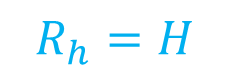 R_h = H